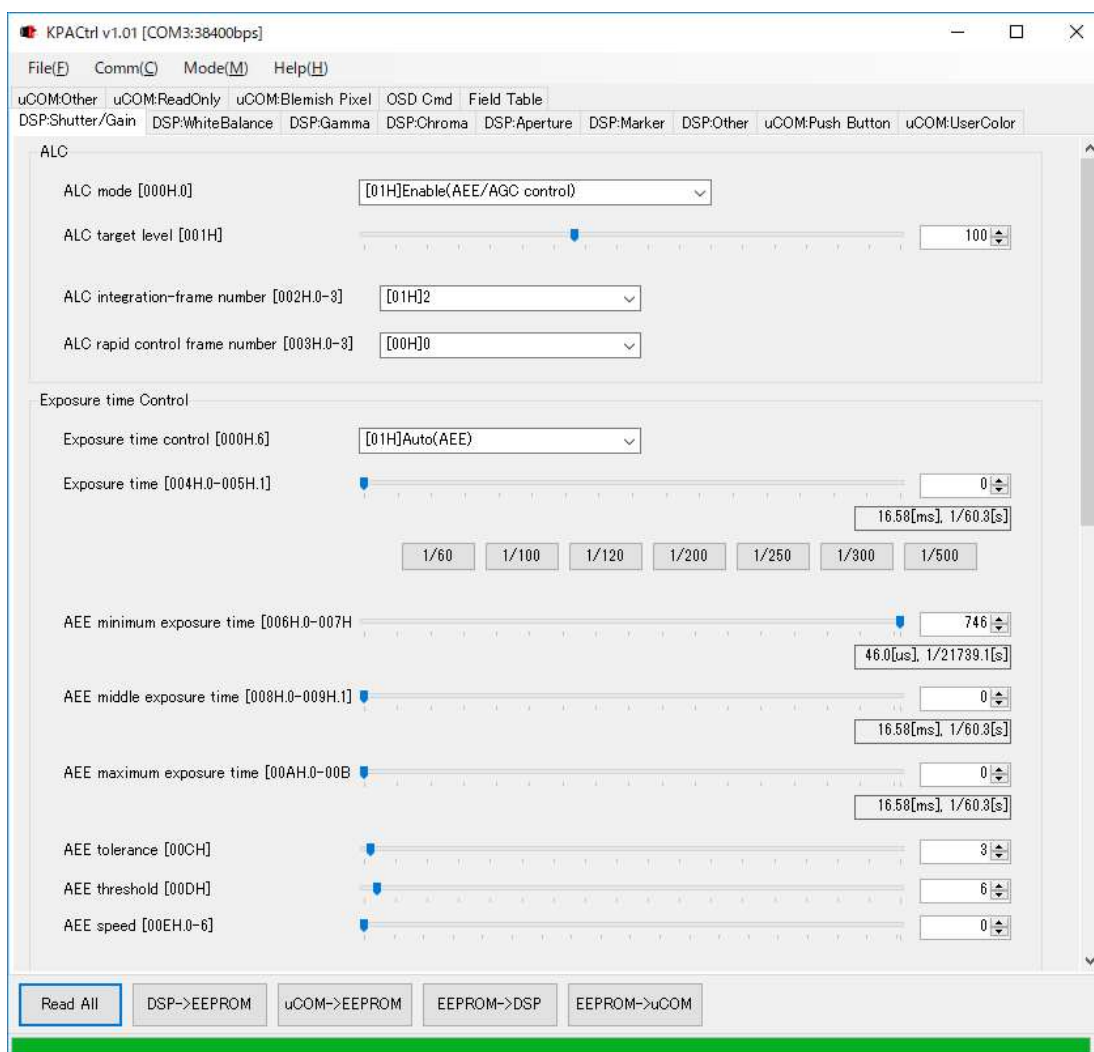 KPACtrl v1.01 [COM3:38400bps]
File(F) Comm(C) Mode(M) Help(H)
uCOM:Other uCOM:ReadOnly uCOM:Blemish Pixel OSD Cmd Field Table
DSP:Shutter/Gain DSP:WhiteBalance DSP:Gamma DSP:Chroma DSP:Aperture DSP:Marker DSP:Other uCOM:Push Button uCOM:UserColor
ALC
ALC mode [000H.0] [01H]Enable(AEE/AGC control)
ALC target level [001H] 100
ALC integration-frame number [002H.0-3] [01H]2
ALC rapid control frame number [003H.0-3] [00H]0
Exposure time Control
Exposure time control [000H.6] [01H]Auto(AEE)
Exposure time [004H.0-005H.1] 0
16.58[ms], 1/60.3[s]
1/60 1/100 1/120 1/200 1/250 1/300 1/500
AEE minimum exposure time [006H.0-007H 746
46.0[us], 1/21739.1[s]
AEE middle exposure time [008H.0-009H.1] 0
16.58[ms], 1/60.3[s]
AEE maximum exposure time [00AH.0-00B 0
16.58[ms], 1/60.3[s]
AEE tolerance [00CH] 3
AEE threshold [00DH] 6
AEE speed [00EH.0-6] 0
Read All DSP->EEPROM uCOM->EEPROM EEPROM->DSP EEPROM->uCOM